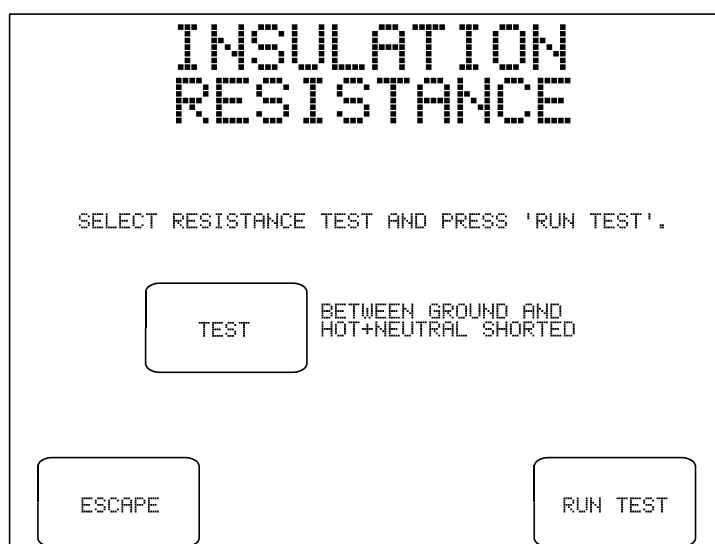 INSULATION
RESISTANCE
SELECT RESISTANCE TEST AND PRESS 'RUN TEST'.
TEST
BETWEEN GROUND AND
HOT+NEUTRAL SHORTED
ESCAPE
RUN TEST